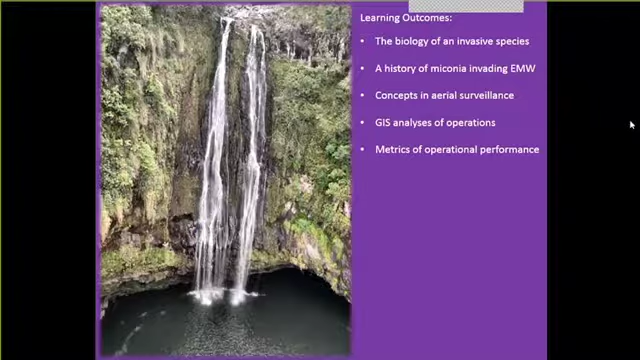 Learning Outcomes:
• The biology of an invasive species
• A history of miconia invading EMW
• Concepts in aerial surveillance
• GIS analyses of operations
• Metrics of operational performance